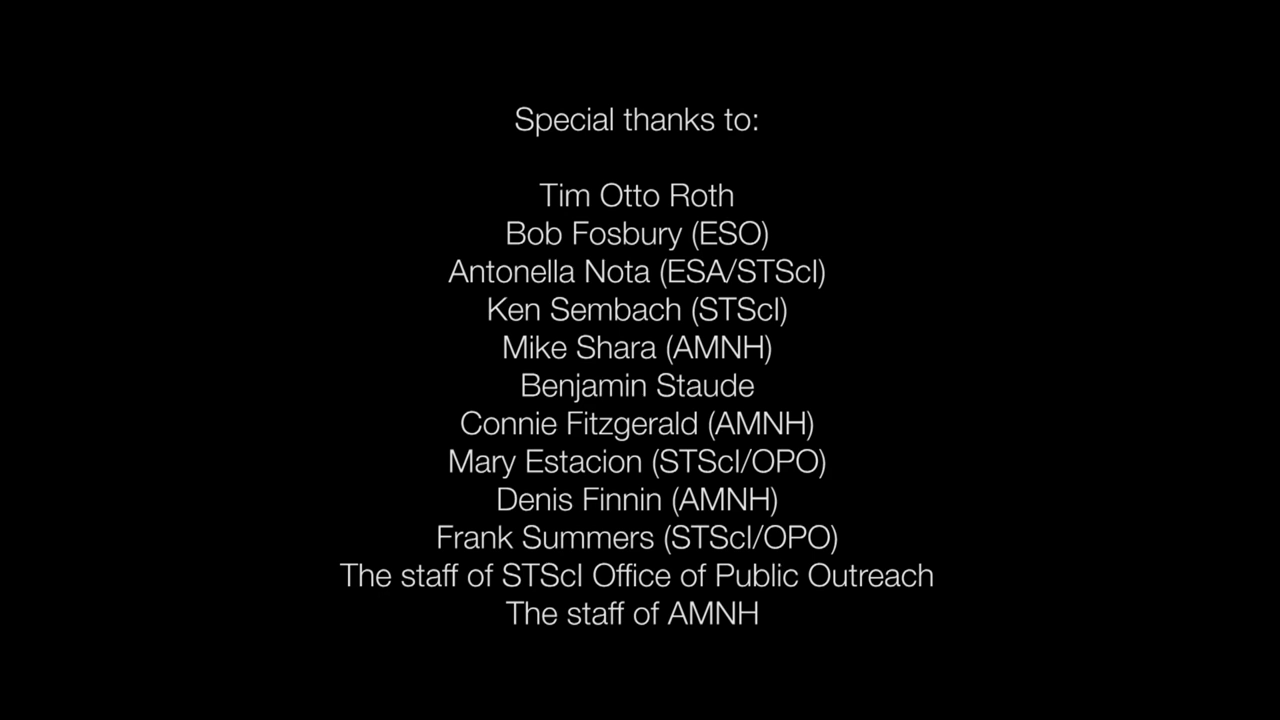 Special thanks to:
Tim Otto Roth
Bob Fosbury (ESO)
Antonella Nota (ESA/STScI)
Ken Sembach (STScI)
Mike Shara (AMNH)
Benjamin Staude
Connie Fitzgerald (AMNH)
Mary Estacion (STScI/OPO)
Denis Finnin (AMNH)
Frank Summers (STScI/OPO)
The staff of STScI Office of Public Outreach
The staff of AMNH